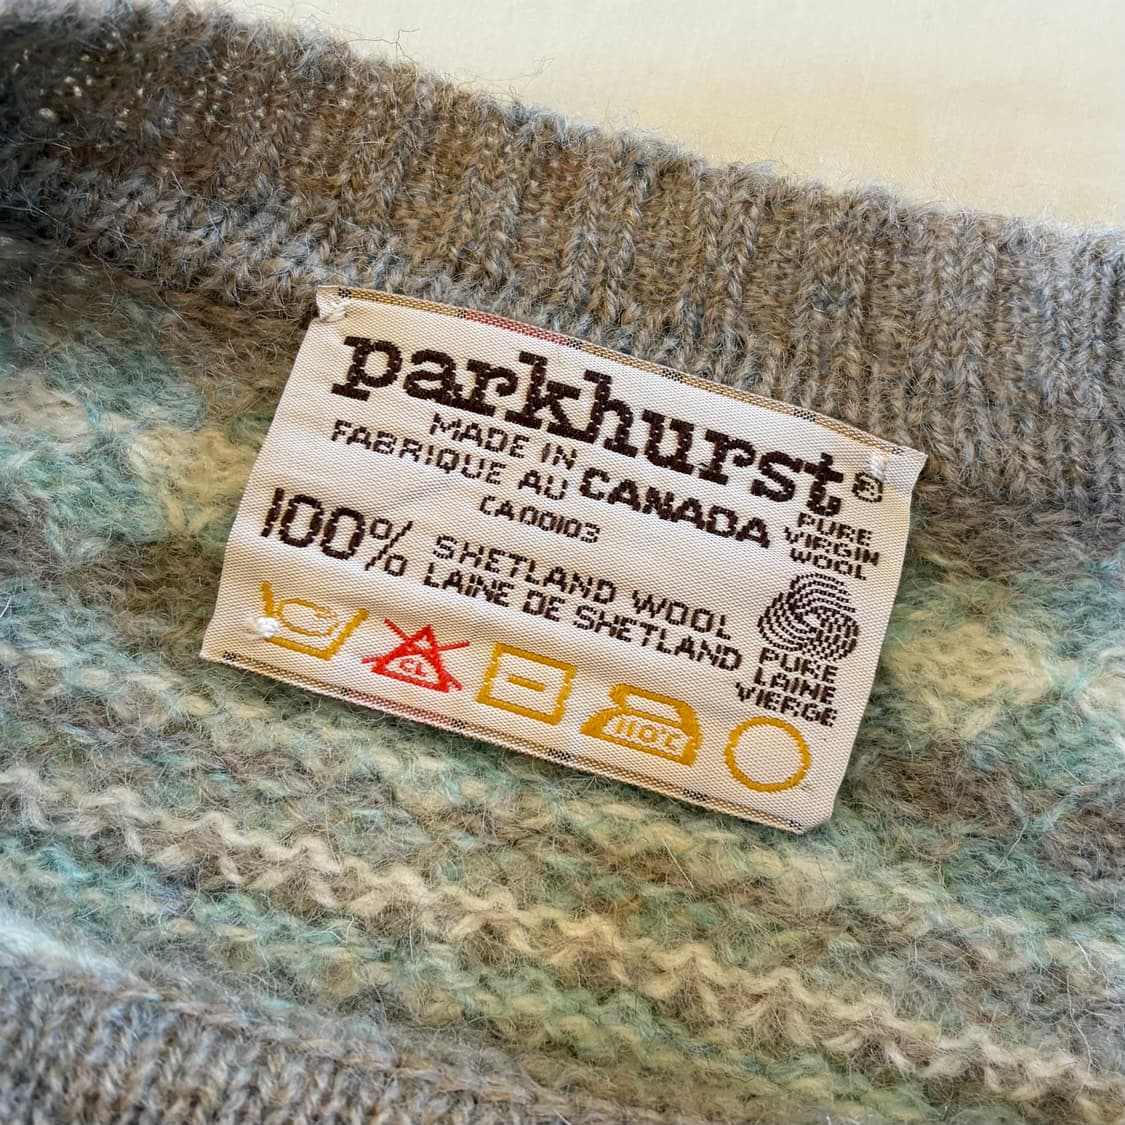 parkhurst®
MADE IN
FABRIQUE AU CANADA
CA00103
100% SHETLAND WOOL
LAINE DE SHETLAND
PURE
VIRGIN
WOOL
PURE
LAINE
VIERGE
CL
110°C